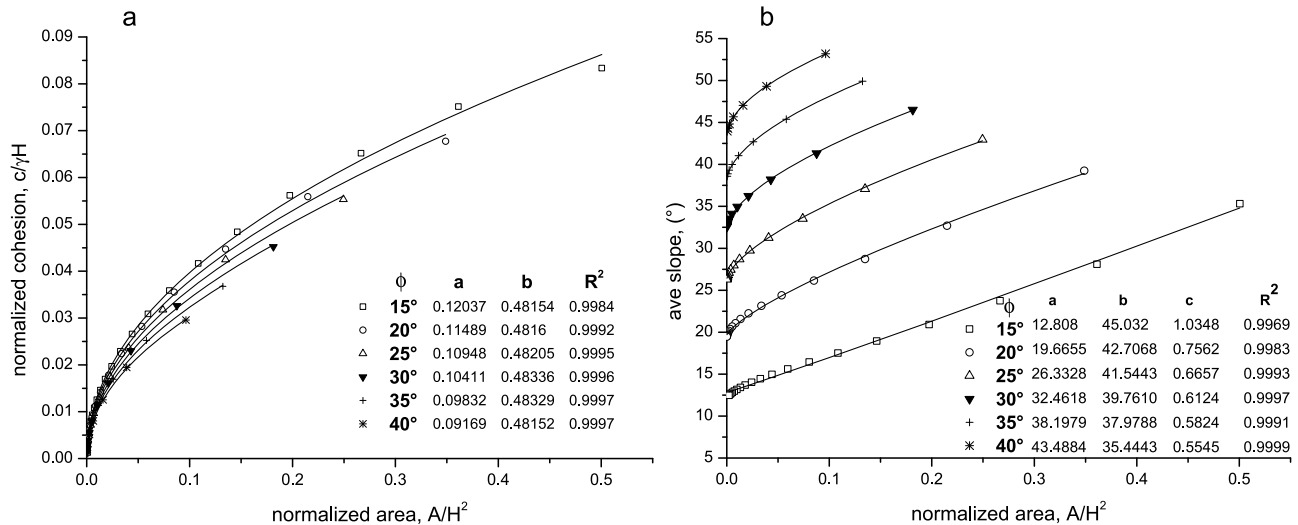 a
normalized cohesion, c/γH
0.09
0.08
0.07
0.06
0.05
0.04
0.03
0.02
0.01
0.00
ϕ a b R²
15° 0.12037 0.48154 0.9984
20° 0.11489 0.4816 0.9992
25° 0.10948 0.48205 0.9995
30° 0.10411 0.48336 0.9996
35° 0.09832 0.48329 0.9997
40° 0.09169 0.48152 0.9997
0.0 0.1 0.2 0.3 0.4 0.5
normalized area, A/H²
b
ave slope, (°)
55
50
45
40
35
30
25
20
15
10
5
ϕ a b c R²
15° 12.808 45.032 1.0348 0.9969
20° 19.6655 42.7068 0.7562 0.9983
25° 26.3328 41.5443 0.6657 0.9993
30° 32.4618 39.7610 0.6124 0.9997
35° 38.1979 37.9788 0.5824 0.9991
40° 43.4884 35.4443 0.5545 0.9999
0.0 0.1 0.2 0.3 0.4 0.5
normalized area, A/H²